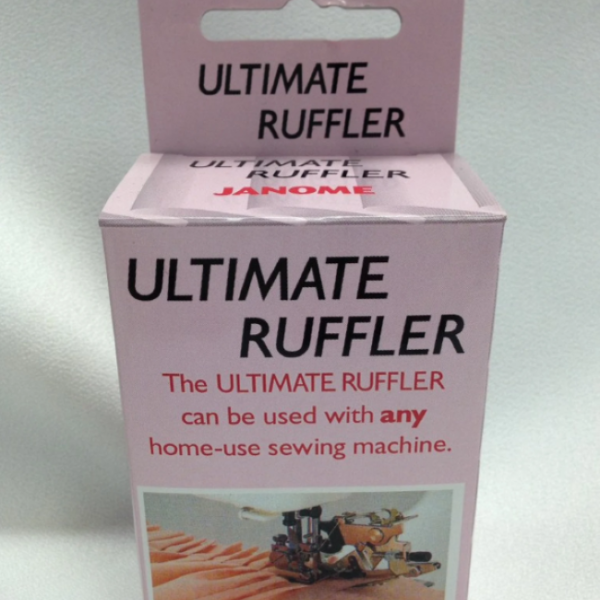 ULTIMATE
RUFFLER
ULTIMATE
RUFFLER
JANOME
ULTIMATE
RUFFLER
The ULTIMATE RUFFLER
can be used with any
home-use sewing machine.